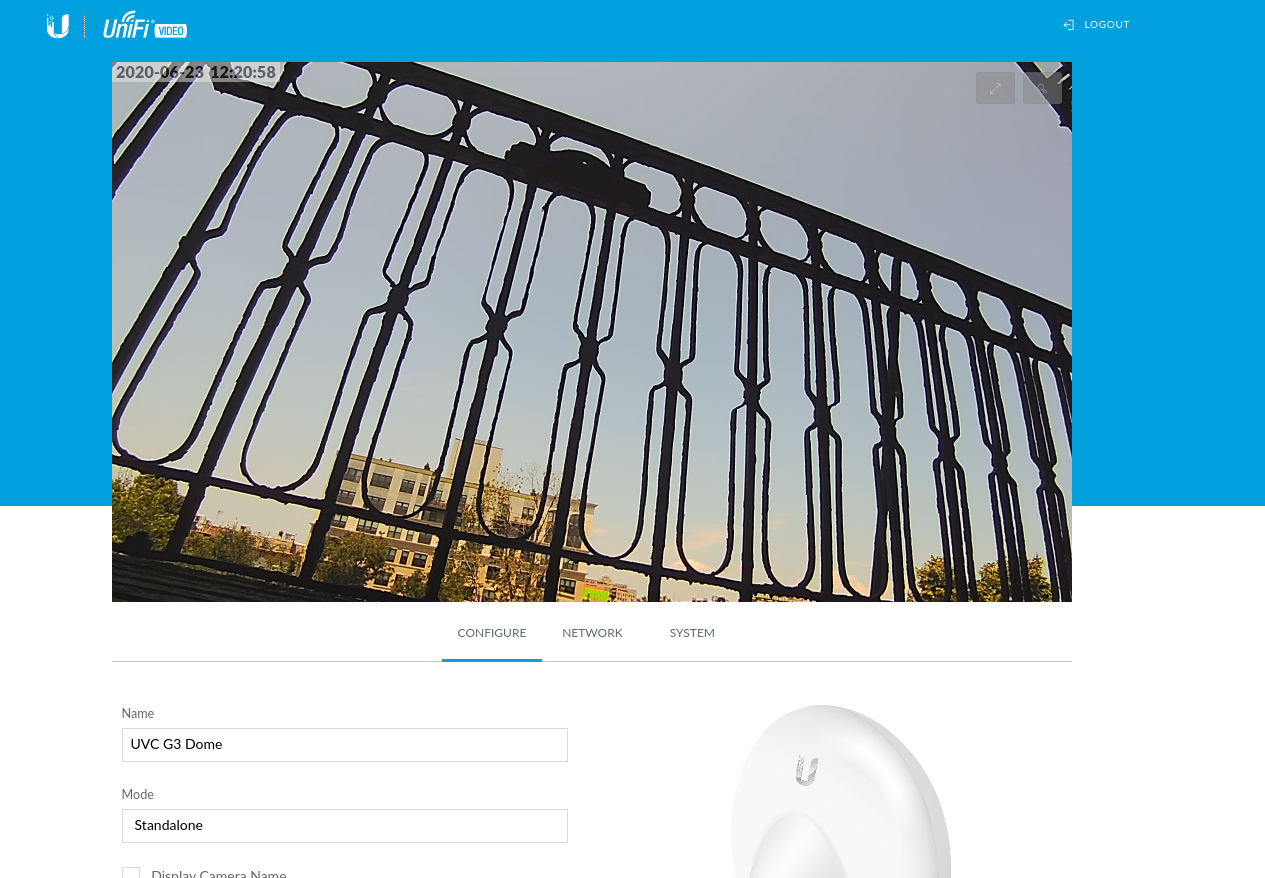 UniFi VIDEO
LOGOUT
2020-06-23 12:20:58
CONFIGURE NETWORK SYSTEM
Name
UVC G3 Dome
Mode
Standalone
Display Camera Name